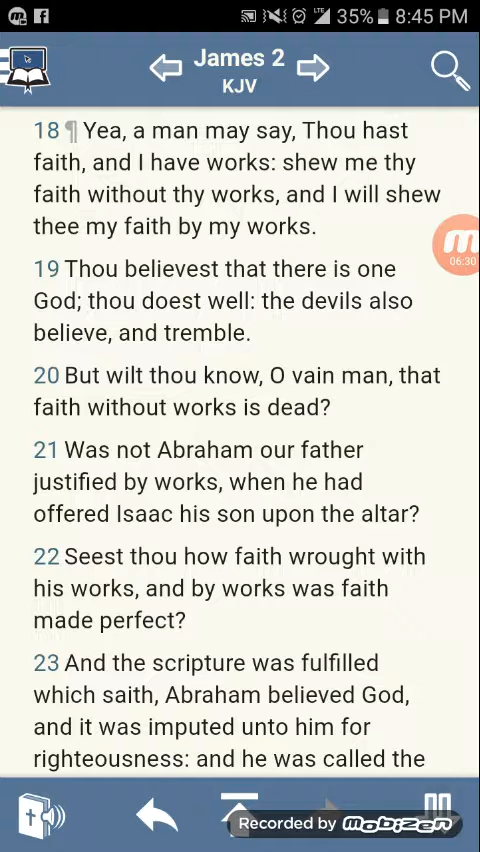 LTE 35% 8:45 PM
James 2
KJV
18 ¶ Yea, a man may say, Thou hast
faith, and I have works: shew me thy
faith without thy works, and I will shew
thee my faith by my works.
06:30
19 Thou believest that there is one
God; thou doest well: the devils also
believe, and tremble.
20 But wilt thou know, O vain man, that
faith without works is dead?
21 Was not Abraham our father
justified by works, when he had
offered Isaac his son upon the altar?
22 Seest thou how faith wrought with
his works, and by works was faith
made perfect?
23 And the scripture was fulfilled
which saith, Abraham believed God,
and it was imputed unto him for
righteousness: and he was called the
Recorded by mobizen